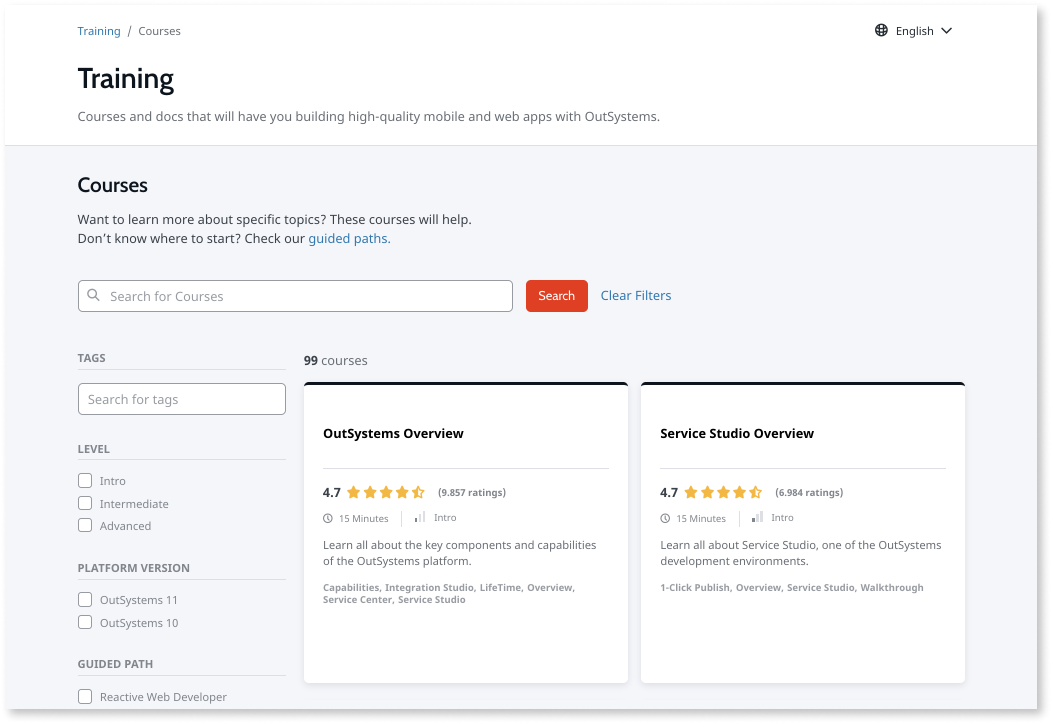 Training / Courses
English
Training
Courses and docs that will have you building high-quality mobile and web apps with OutSystems.
Courses
Want to learn more about specific topics? These courses will help.
Don't know where to start? Check our guided paths.
Search for Courses
Search
Clear Filters
TAGS
Search for tags
LEVEL
Intro
Intermediate
Advanced
PLATFORM VERSION
OutSystems 11
OutSystems 10
GUIDED PATH
Reactive Web Developer
99 courses
OutSystems Overview
4.7 (9.857 ratings)
15 Minutes Intro
Learn all about the key components and capabilities
of the OutSystems platform.
Capabilities, Integration Studio, LifeTime, Overview,
Service Center, Service Studio
Service Studio Overview
4.7 (6.984 ratings)
15 Minutes Intro
Learn all about Service Studio, one of the OutSystems
development environments.
1-Click Publish, Overview, Service Studio, Walkthrough